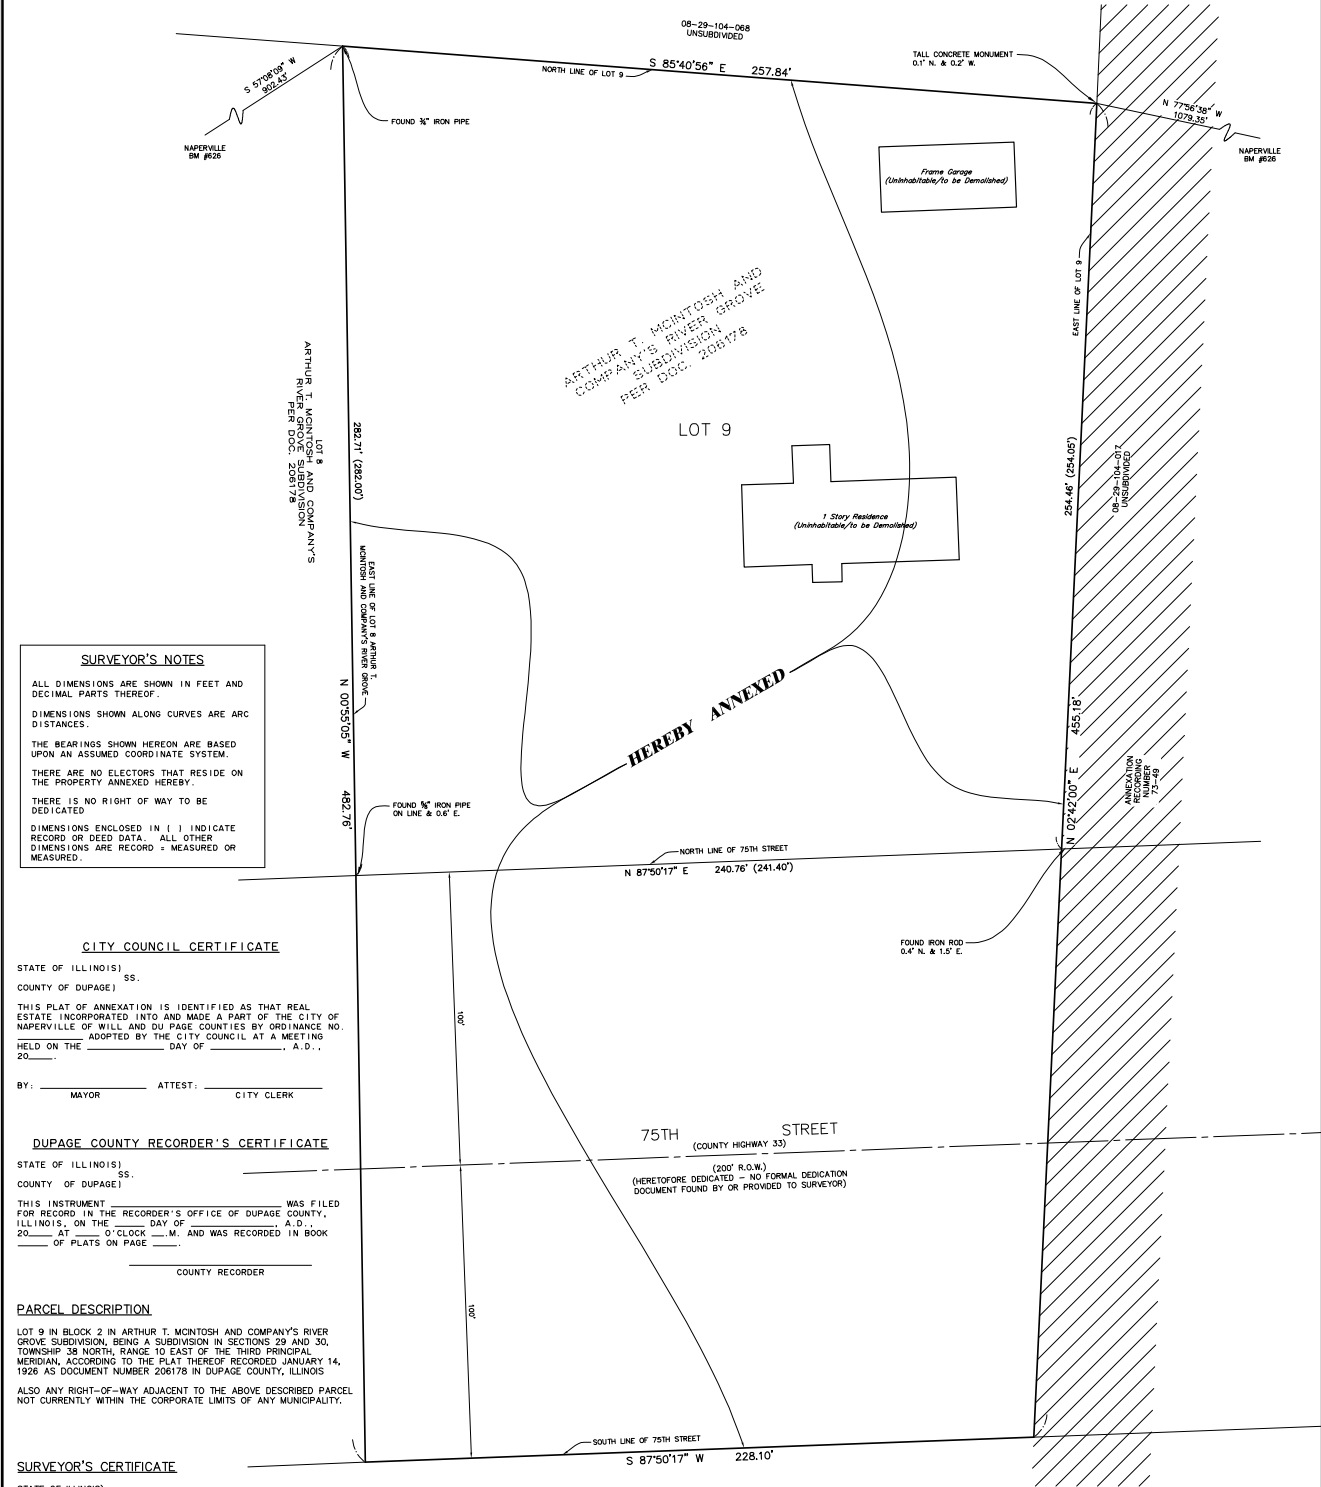 08-29-104-068
UNSUBDIVIDED
S 85°40'56" E 257.84'
NORTH LINE OF LOT 9
TALL CONCRETE MONUMENT
0.1' N. & 0.2' W.
S 57°08'09" W
902.43'
NAPERVILLE
BM #626
FOUND ¾" IRON PIPE
N 77°56'38" W
1079.35'
NAPERVILLE
BM #626
Frame Garage
(Uninhabitable/to be Demolished)
EAST LINE OF LOT 9
ARTHUR T. MCINTOSH AND
COMPANY'S RIVER GROVE
SUBDIVISION
PER DOC. 206178
LOT 9
LOT 8
ARTHUR T. MCINTOSH AND COMPANY'S
RIVER GROVE SUBDIVISION
PER DOC. 206178
282.71' (282.00')
254.46' (254.05')
08-29-104-017
UNSUBDIVIDED
1 Story Residence
(Uninhabitable/to be Demolished)
EAST LINE OF LOT 8 ARTHUR T.
MCINTOSH AND COMPANY'S RIVER GROVE
N 00°55'05" W 482.76'
HEREBY ANNEXED
N 02°42'00" E 455.18'
ANNEXATION
RECORDING
NUMBER
73-49
SURVEYOR'S NOTES
ALL DIMENSIONS ARE SHOWN IN FEET AND
DECIMAL PARTS THEREOF.
DIMENSIONS SHOWN ALONG CURVES ARE ARC
DISTANCES.
THE BEARINGS SHOWN HEREON ARE BASED
UPON AN ASSUMED COORDINATE SYSTEM.
THERE ARE NO ELECTORS THAT RESIDE ON
THE PROPERTY ANNEXED HEREBY.
THERE IS NO RIGHT OF WAY TO BE
DEDICATED
DIMENSIONS ENCLOSED IN ( ) INDICATE
RECORD OR DEED DATA. ALL OTHER
DIMENSIONS ARE RECORD = MEASURED OR
MEASURED.
FOUND IRON PIPE
ON LINE & 0.6' E.
NORTH LINE OF 75TH STREET
N 87°50'17" E 240.76' (241.40')
FOUND IRON ROD
0.4' N. & 1.5' E.
100'
75TH STREET
(COUNTY HIGHWAY 33)
(200' R.O.W.)
(HERETOFORE DEDICATED - NO FORMAL DEDICATION
DOCUMENT FOUND BY OR PROVIDED TO SURVEYOR)
100'
SOUTH LINE OF 75TH STREET
S 87°50'17" W 228.10'
CITY COUNCIL CERTIFICATE
STATE OF ILLINOIS)
SS.
COUNTY OF DUPAGE)
THIS PLAT OF ANNEXATION IS IDENTIFIED AS THAT REAL
ESTATE INCORPORATED INTO AND MADE A PART OF THE CITY OF
NAPERVILLE OF WILL AND DU PAGE COUNTIES BY ORDINANCE NO.
__________ ADOPTED BY THE CITY COUNCIL AT A MEETING
HELD ON THE ____________ DAY OF ___________, A.D.,
20____.
BY: ________________ ATTEST: __________________
MAYOR CITY CLERK
DUPAGE COUNTY RECORDER'S CERTIFICATE
STATE OF ILLINOIS)
SS.
COUNTY OF DUPAGE)
THIS INSTRUMENT __________________________ WAS FILED
FOR RECORD IN THE RECORDER'S OFFICE OF DUPAGE COUNTY,
ILLINOIS, ON THE _____ DAY OF _____________, A.D.,
20____ AT ____ O'CLOCK __.M. AND WAS RECORDED IN BOOK
_____ OF PLATS ON PAGE ____.
COUNTY RECORDER
PARCEL DESCRIPTION
LOT 9 IN BLOCK 2 IN ARTHUR T. MCINTOSH AND COMPANY'S RIVER
GROVE SUBDIVISION, BEING A SUBDIVISION IN SECTIONS 29 AND 30,
TOWNSHIP 38 NORTH, RANGE 10 EAST OF THE THIRD PRINCIPAL
MERIDIAN, ACCORDING TO THE PLAT THEREOF RECORDED JANUARY 14,
1926 AS DOCUMENT NUMBER 206178 IN DUPAGE COUNTY, ILLINOIS
ALSO ANY RIGHT-OF-WAY ADJACENT TO THE ABOVE DESCRIBED PARCEL
NOT CURRENTLY WITHIN THE CORPORATE LIMITS OF ANY MUNICIPALITY.
SURVEYOR'S CERTIFICATE
STATE OF ILLINOIS)